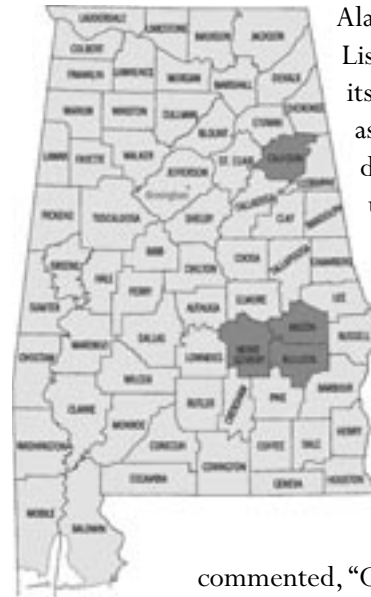 Ala
Lis
its
as
d
u
LAUDERDALE LIMESTONE MADISON JACKSON
COLBERT
FRANKLIN LAWRENCE MORGAN MARSHALL DEKALB
CHEROKEE
MARION WINSTON CULLMAN ETOWAH
BLOUNT
LAMAR FAYETTE WALKER ST. CLAIR CALHOUN
JEFFERSON CLEBURNE
Birmingham
PICKENS TUSCALOOSA SHELBY TALLADEGA CLAY RANDOLPH
BIBB
GREENE HALE CHILTON COOSA TALLAPOOSA CHAMBERS
SUMTER PERRY
AUTAUGA ELMORE LEE
MACON
MARENGO DALLAS RUSSELL
CHOCTAW LOWNDES MONTGOMERY BULLOCK
WILCOX BARBOUR
CLARKE BUTLER CRENSHAW PIKE
MONROE HENRY
WASHINGTON CONECUH COFFEE DALE
COVINGTON
ESCAMBIA GENEVA HOUSTON
MOBILE
BALDWIN
commented, “C